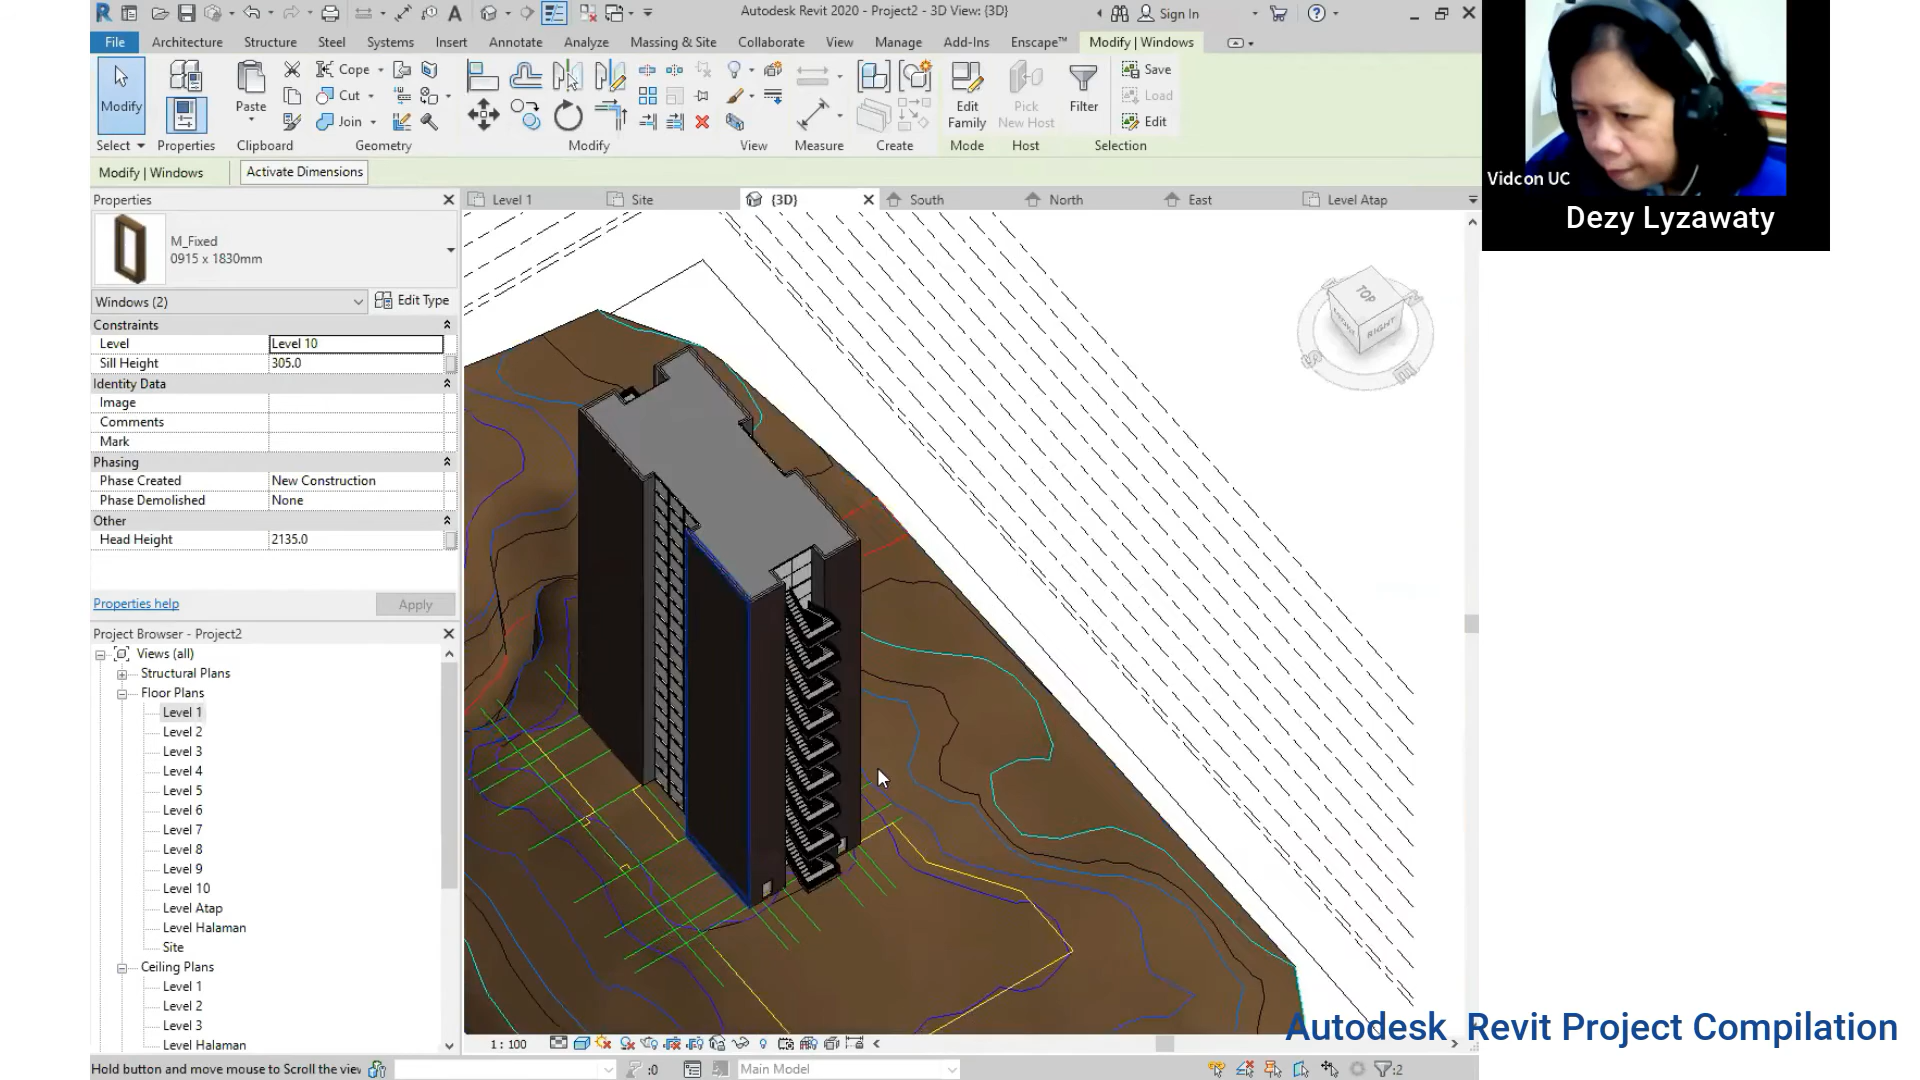 Autodesk Revit 2020 - Project2 - 3D View: {3D}
Sign In
File Architecture Structure Steel Systems Insert Annotate Analyze Massing & Site Collaborate View Manage Add-Ins Enscape™ Modify | Windows
Modify
Paste
Cope
Cut
Join
Edit Family
Pick New Host
Filter
Save
Load
Edit
Select Properties Clipboard Geometry Modify View Measure Create Mode Host Selection
Modify | Windows
Activate Dimensions
Properties
Level 1
Site
{3D}
South
North
East
Level Atap
M_Fixed
0915 x 1830mm
Windows (2)
Edit Type
Constraints
Level
Level 10
Sill Height
305.0
Identity Data
Image
Comments
Mark
Phasing
Phase Created
New Construction
Phase Demolished
None
Other
Head Height
2135.0
Properties help
Apply
Project Browser - Project2
Views (all)
Structural Plans
Floor Plans
Level 1
Level 2
Level 3
Level 4
Level 5
Level 6
Level 7
Level 8
Level 9
Level 10
Level Atap
Level Halaman
Site
Ceiling Plans
Level 1
Level 2
Level 3
Level Halaman
TOP
RIGHT
1 : 100
Hold button and move mouse to Scroll the view
:0
Main Model
:2
Vidcon UC
Dezy Lyzawaty
Autodesk Revit Project Compilation